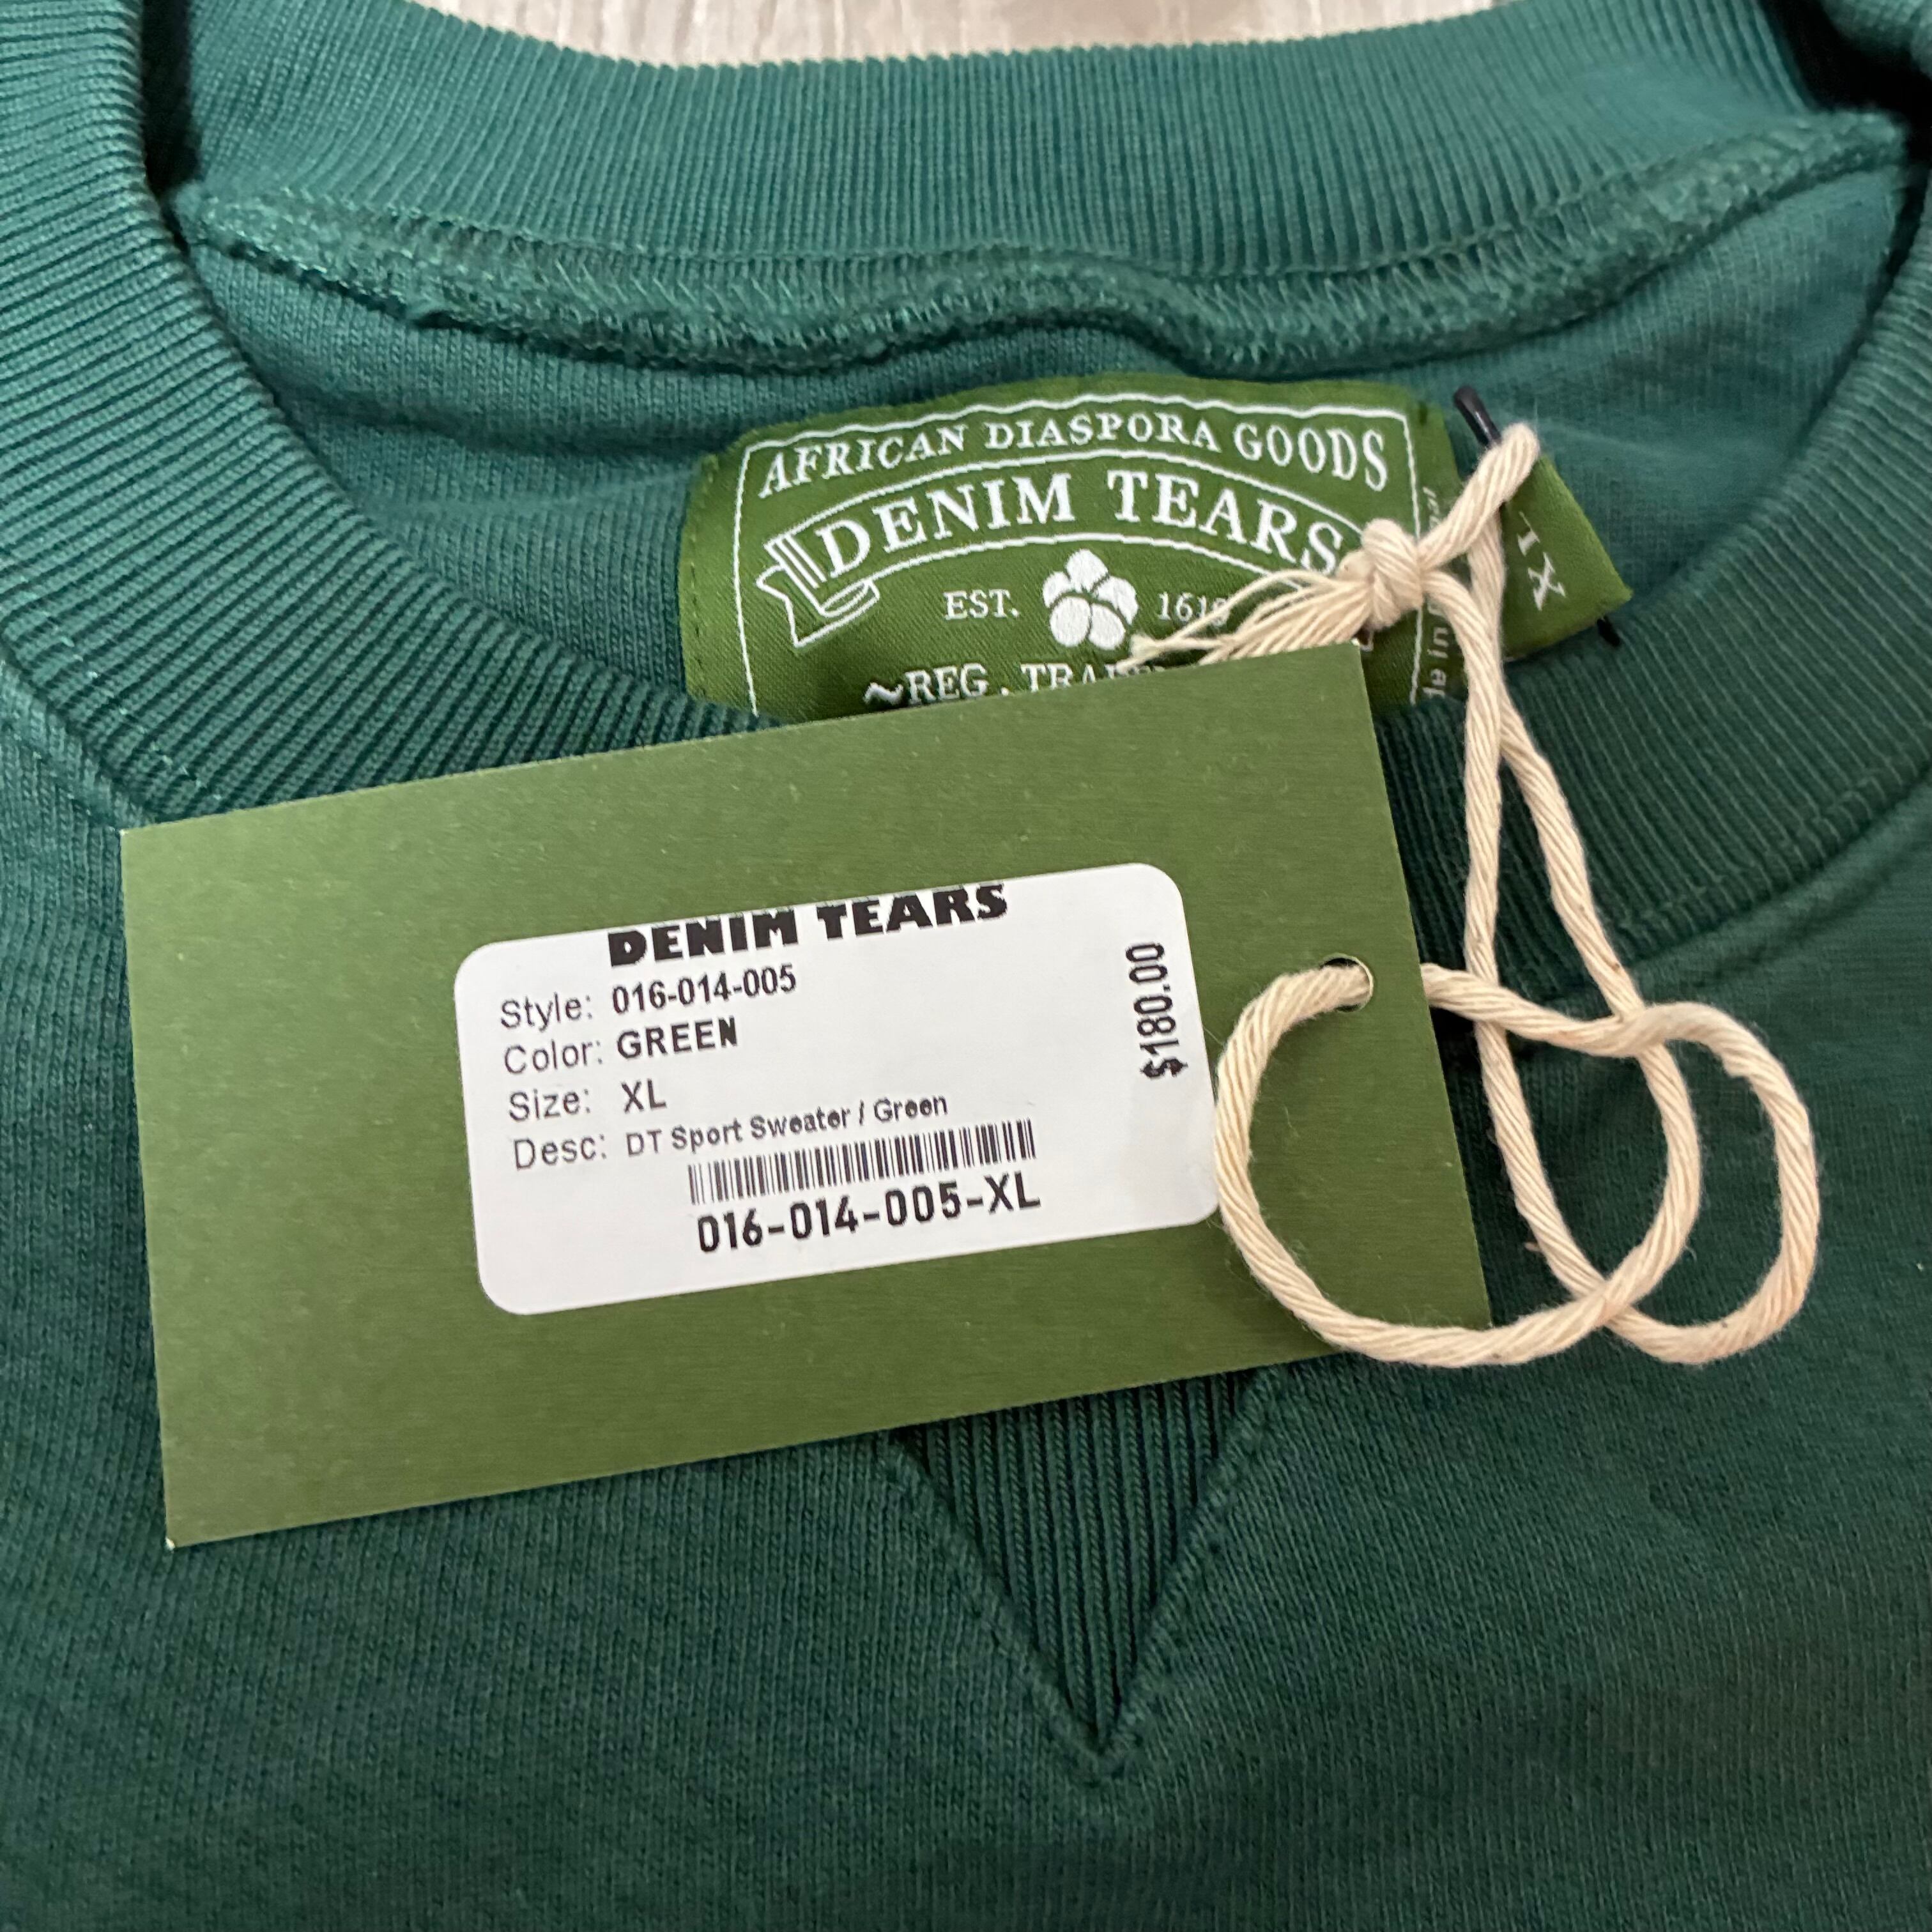 AFRICAN DIASPORA GOODS
DENIM TEARS
EST.
~REG.
XL
DENIM TEARS
Style: 016-014-005
Color: GREEN
Size: XL
Desc: DT Sport Sweater / Green
016-014-005-XL
$180.00